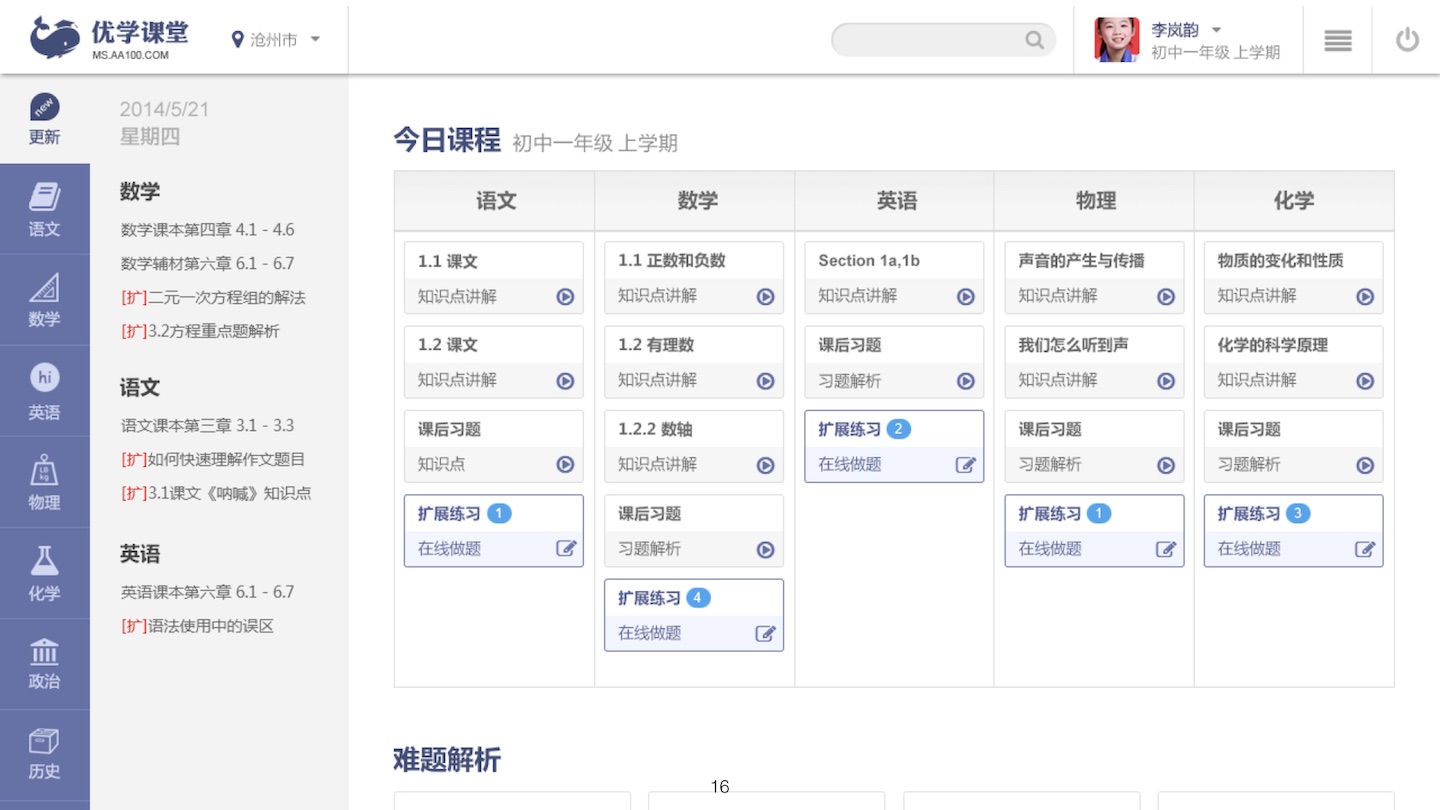 优学课堂
MS.AA100.COM
沧州市
李岚韵
初中一年级 上学期
new
更新
语文
数学
hi
英语
LB
kg
物理
化学
政治
历史
2014/5/21
星期四
数学
数学课本第四章 4.1 - 4.6
数学辅材第六章 6.1 - 6.7
[扩]二元一次方程组的解法
[扩]3.2方程重点题解析
语文
语文课本第三章 3.1 - 3.3
[扩]如何快速理解作文题目
[扩]3.1课文《呐喊》知识点
英语
英语课本第六章 6.1 - 6.7
[扩]语法使用中的误区
今日课程 初中一年级 上学期
语文
1.1 课文
知识点讲解
1.2 课文
知识点讲解
课后习题
知识点
扩展练习 1
在线做题
数学
1.1 正数和负数
知识点讲解
1.2 有理数
知识点讲解
1.2.2 数轴
知识点讲解
课后习题
习题解析
扩展练习 4
在线做题
英语
Section 1a,1b
知识点讲解
课后习题
习题解析
扩展练习 2
在线做题
物理
声音的产生与传播
知识点讲解
我们怎么听到声
知识点讲解
课后习题
习题解析
扩展练习 1
在线做题
化学
物质的变化和性质
知识点讲解
化学的科学原理
知识点讲解
课后习题
习题解析
扩展练习 3
在线做题
难题解析
16